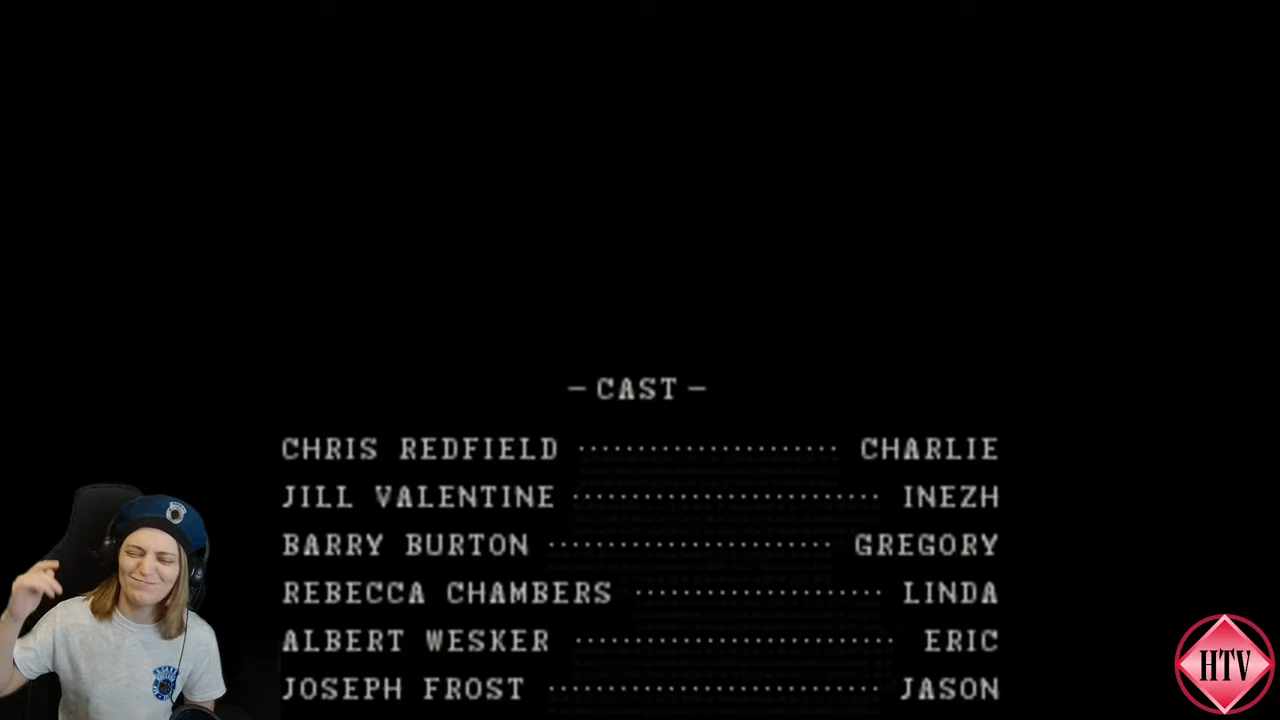 – CAST –
CHRIS REDFIELD ...................... CHARLIE
JILL VALENTINE .......................... INEZH
BARRY BURTON ........................ GREGORY
REBECCA CHAMBERS ..................... LINDA
ALBERT WESKER ........................... ERIC
JOSEPH FROST ............................ JASON
HTV